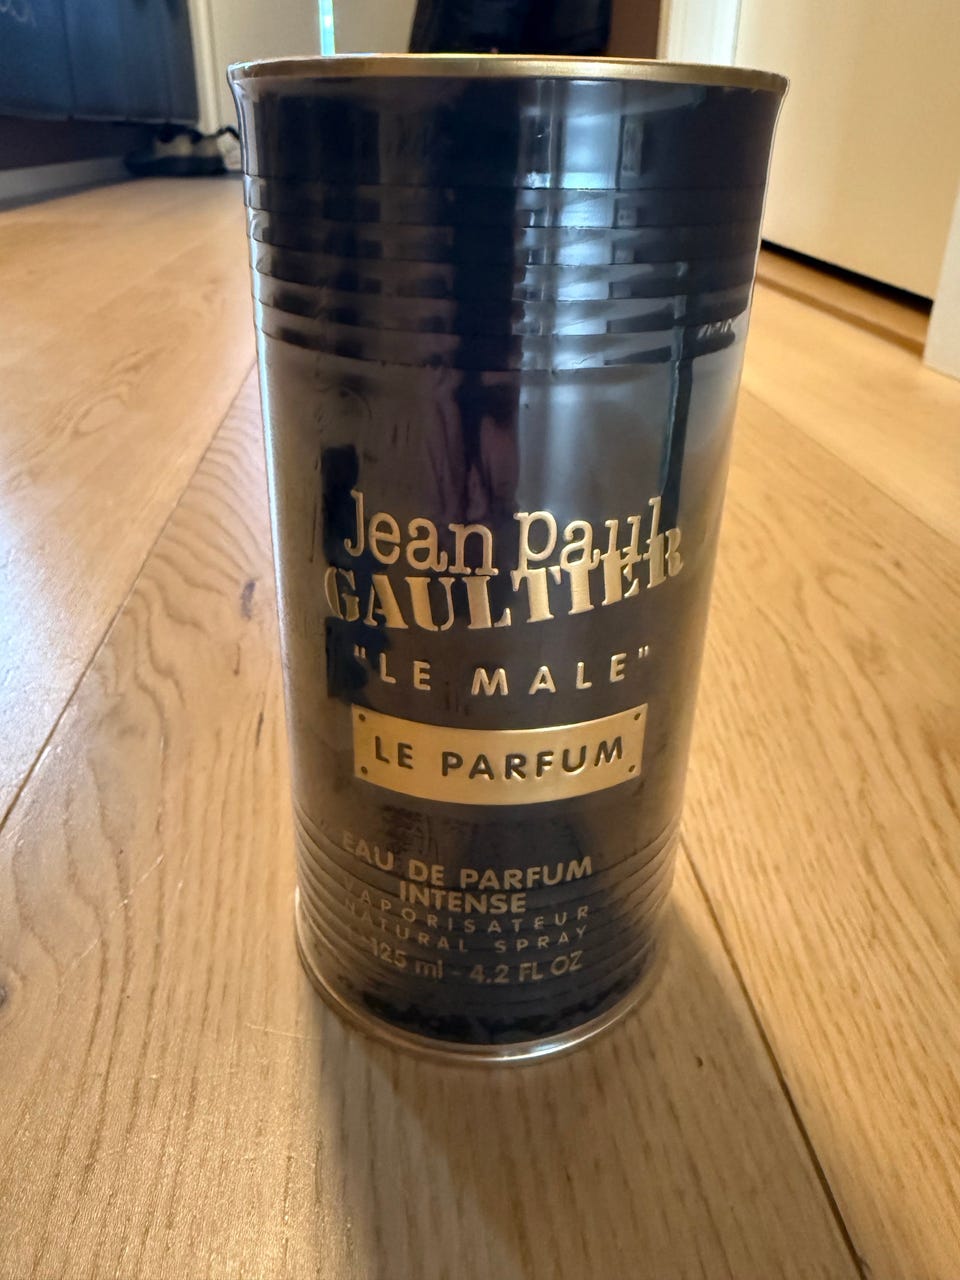 Jean Paul
GAULTIER
"LE MALE"
LE PARFUM
EAU DE PARFUM
INTENSE
VAPORISATEUR
NATURAL SPRAY
125 ml - 4.2 FL OZ